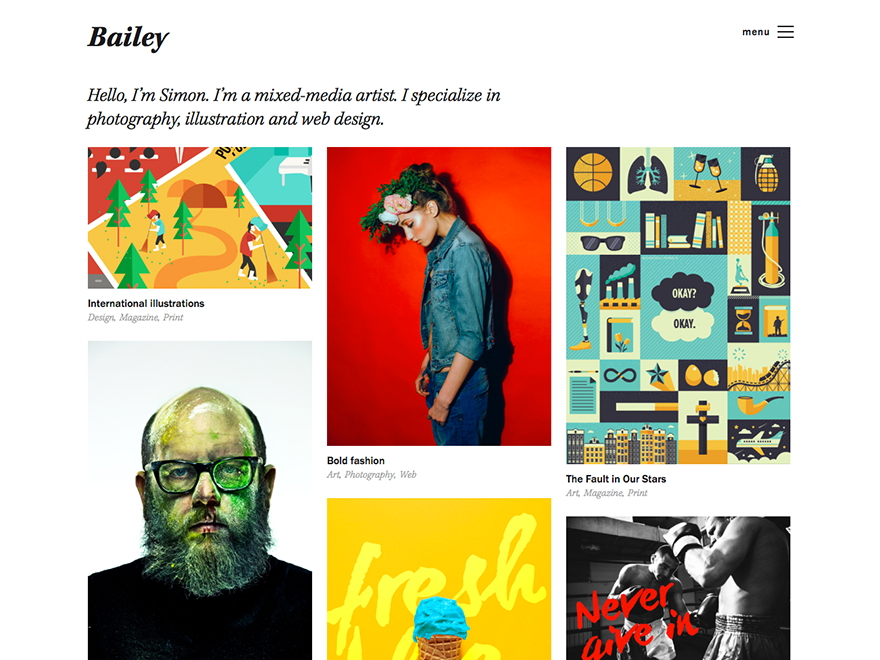 Bailey
menu
Hello, I'm Simon. I'm a mixed-media artist. I specialize in
photography, illustration and web design.
International illustrations
Design, Magazine, Print
OKAY?
OKAY.
Bold fashion
Art, Photography, Web
The Fault in Our Stars
Art, Magazine, Print
fresh
Never
give in